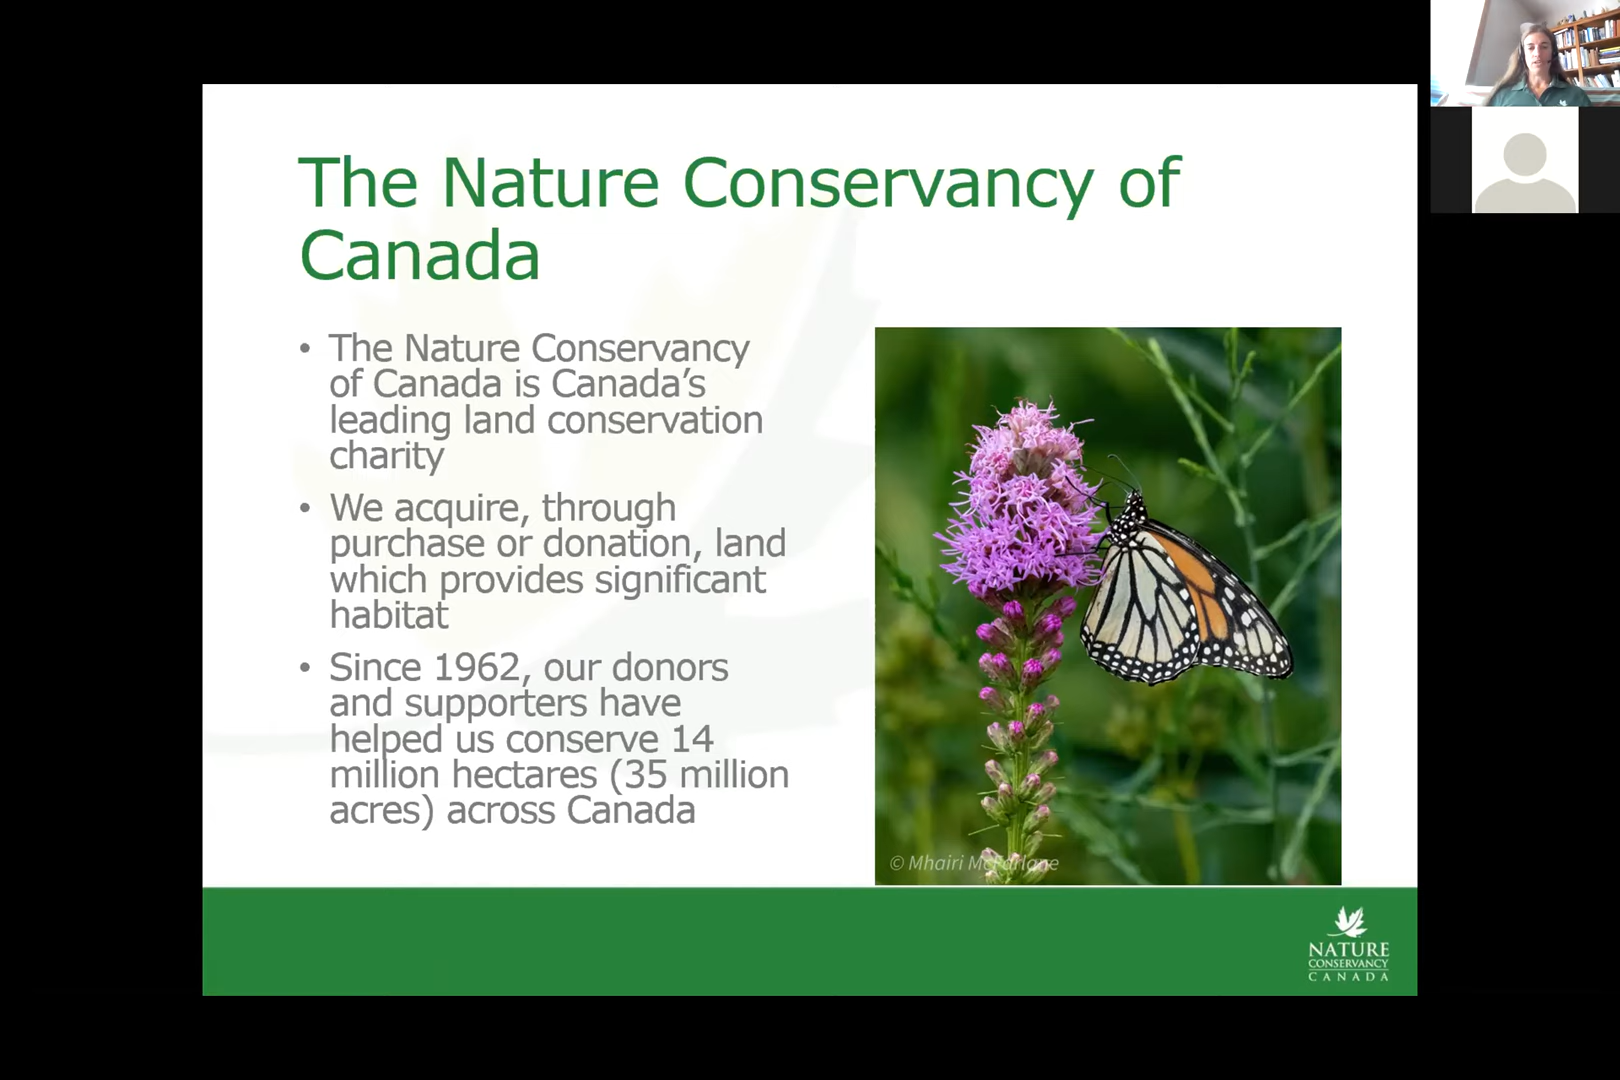 The Nature Conservancy of
Canada
• The Nature Conservancy
of Canada is Canada’s
leading land conservation
charity
• We acquire, through
purchase or donation, land
which provides significant
habitat
• Since 1962, our donors
and supporters have
helped us conserve 14
million hectares (35 million
acres) across Canada
© Mhairi McFarlane
NATURE
CONSERVANCY
CANADA